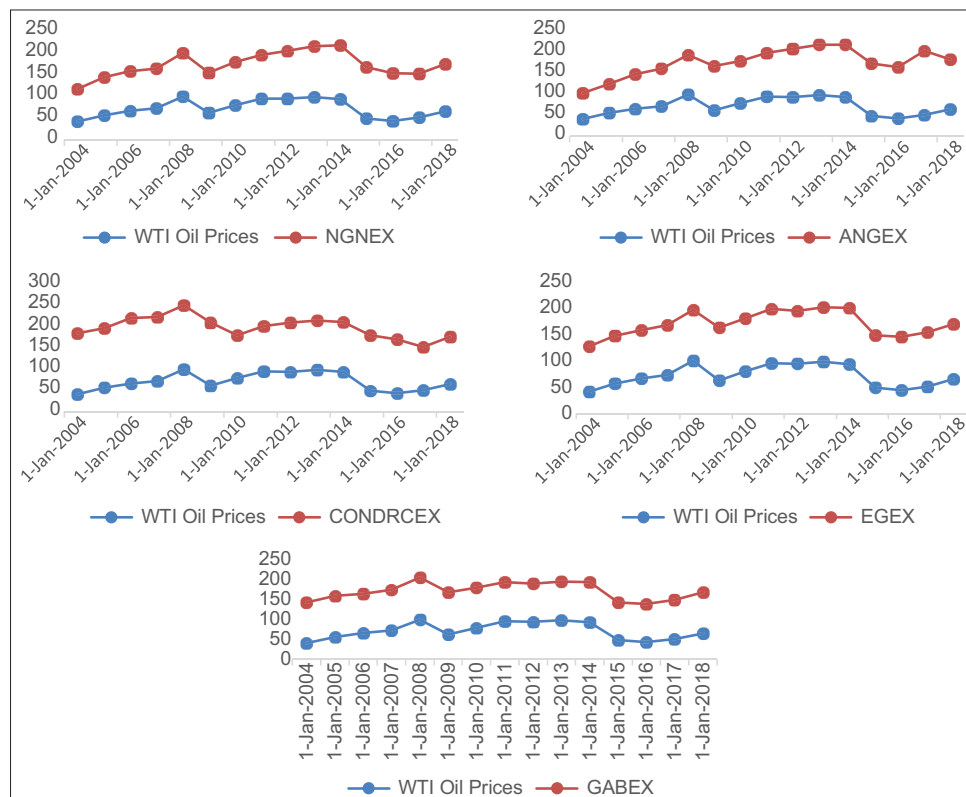 250
200
150
100
50
0
1-Jan-2004
1-Jan-2006
1-Jan-2008
1-Jan-2010
1-Jan-2012
1-Jan-2014
1-Jan-2016
1-Jan-2018
WTI Oil Prices NGNEX
250
200
150
100
50
0
1-Jan-2004
1-Jan-2006
1-Jan-2008
1-Jan-2010
1-Jan-2012
1-Jan-2014
1-Jan-2016
1-Jan-2018
WTI Oil Prices ANGEX
300
250
200
150
100
50
0
1-Jan-2004
1-Jan-2006
1-Jan-2008
1-Jan-2010
1-Jan-2012
1-Jan-2014
1-Jan-2016
1-Jan-2018
WTI Oil Prices CONDRCEX
250
200
150
100
50
0
1-Jan-2004
1-Jan-2006
1-Jan-2008
1-Jan-2010
1-Jan-2012
1-Jan-2014
1-Jan-2016
1-Jan-2018
WTI Oil Prices EGEX
250
200
150
100
50
0
1-Jan-2004
1-Jan-2005
1-Jan-2006
1-Jan-2007
1-Jan-2008
1-Jan-2009
1-Jan-2010
1-Jan-2011
1-Jan-2012
1-Jan-2013
1-Jan-2014
1-Jan-2015
1-Jan-2016
1-Jan-2017
1-Jan-2018
WTI Oil Prices GABEX